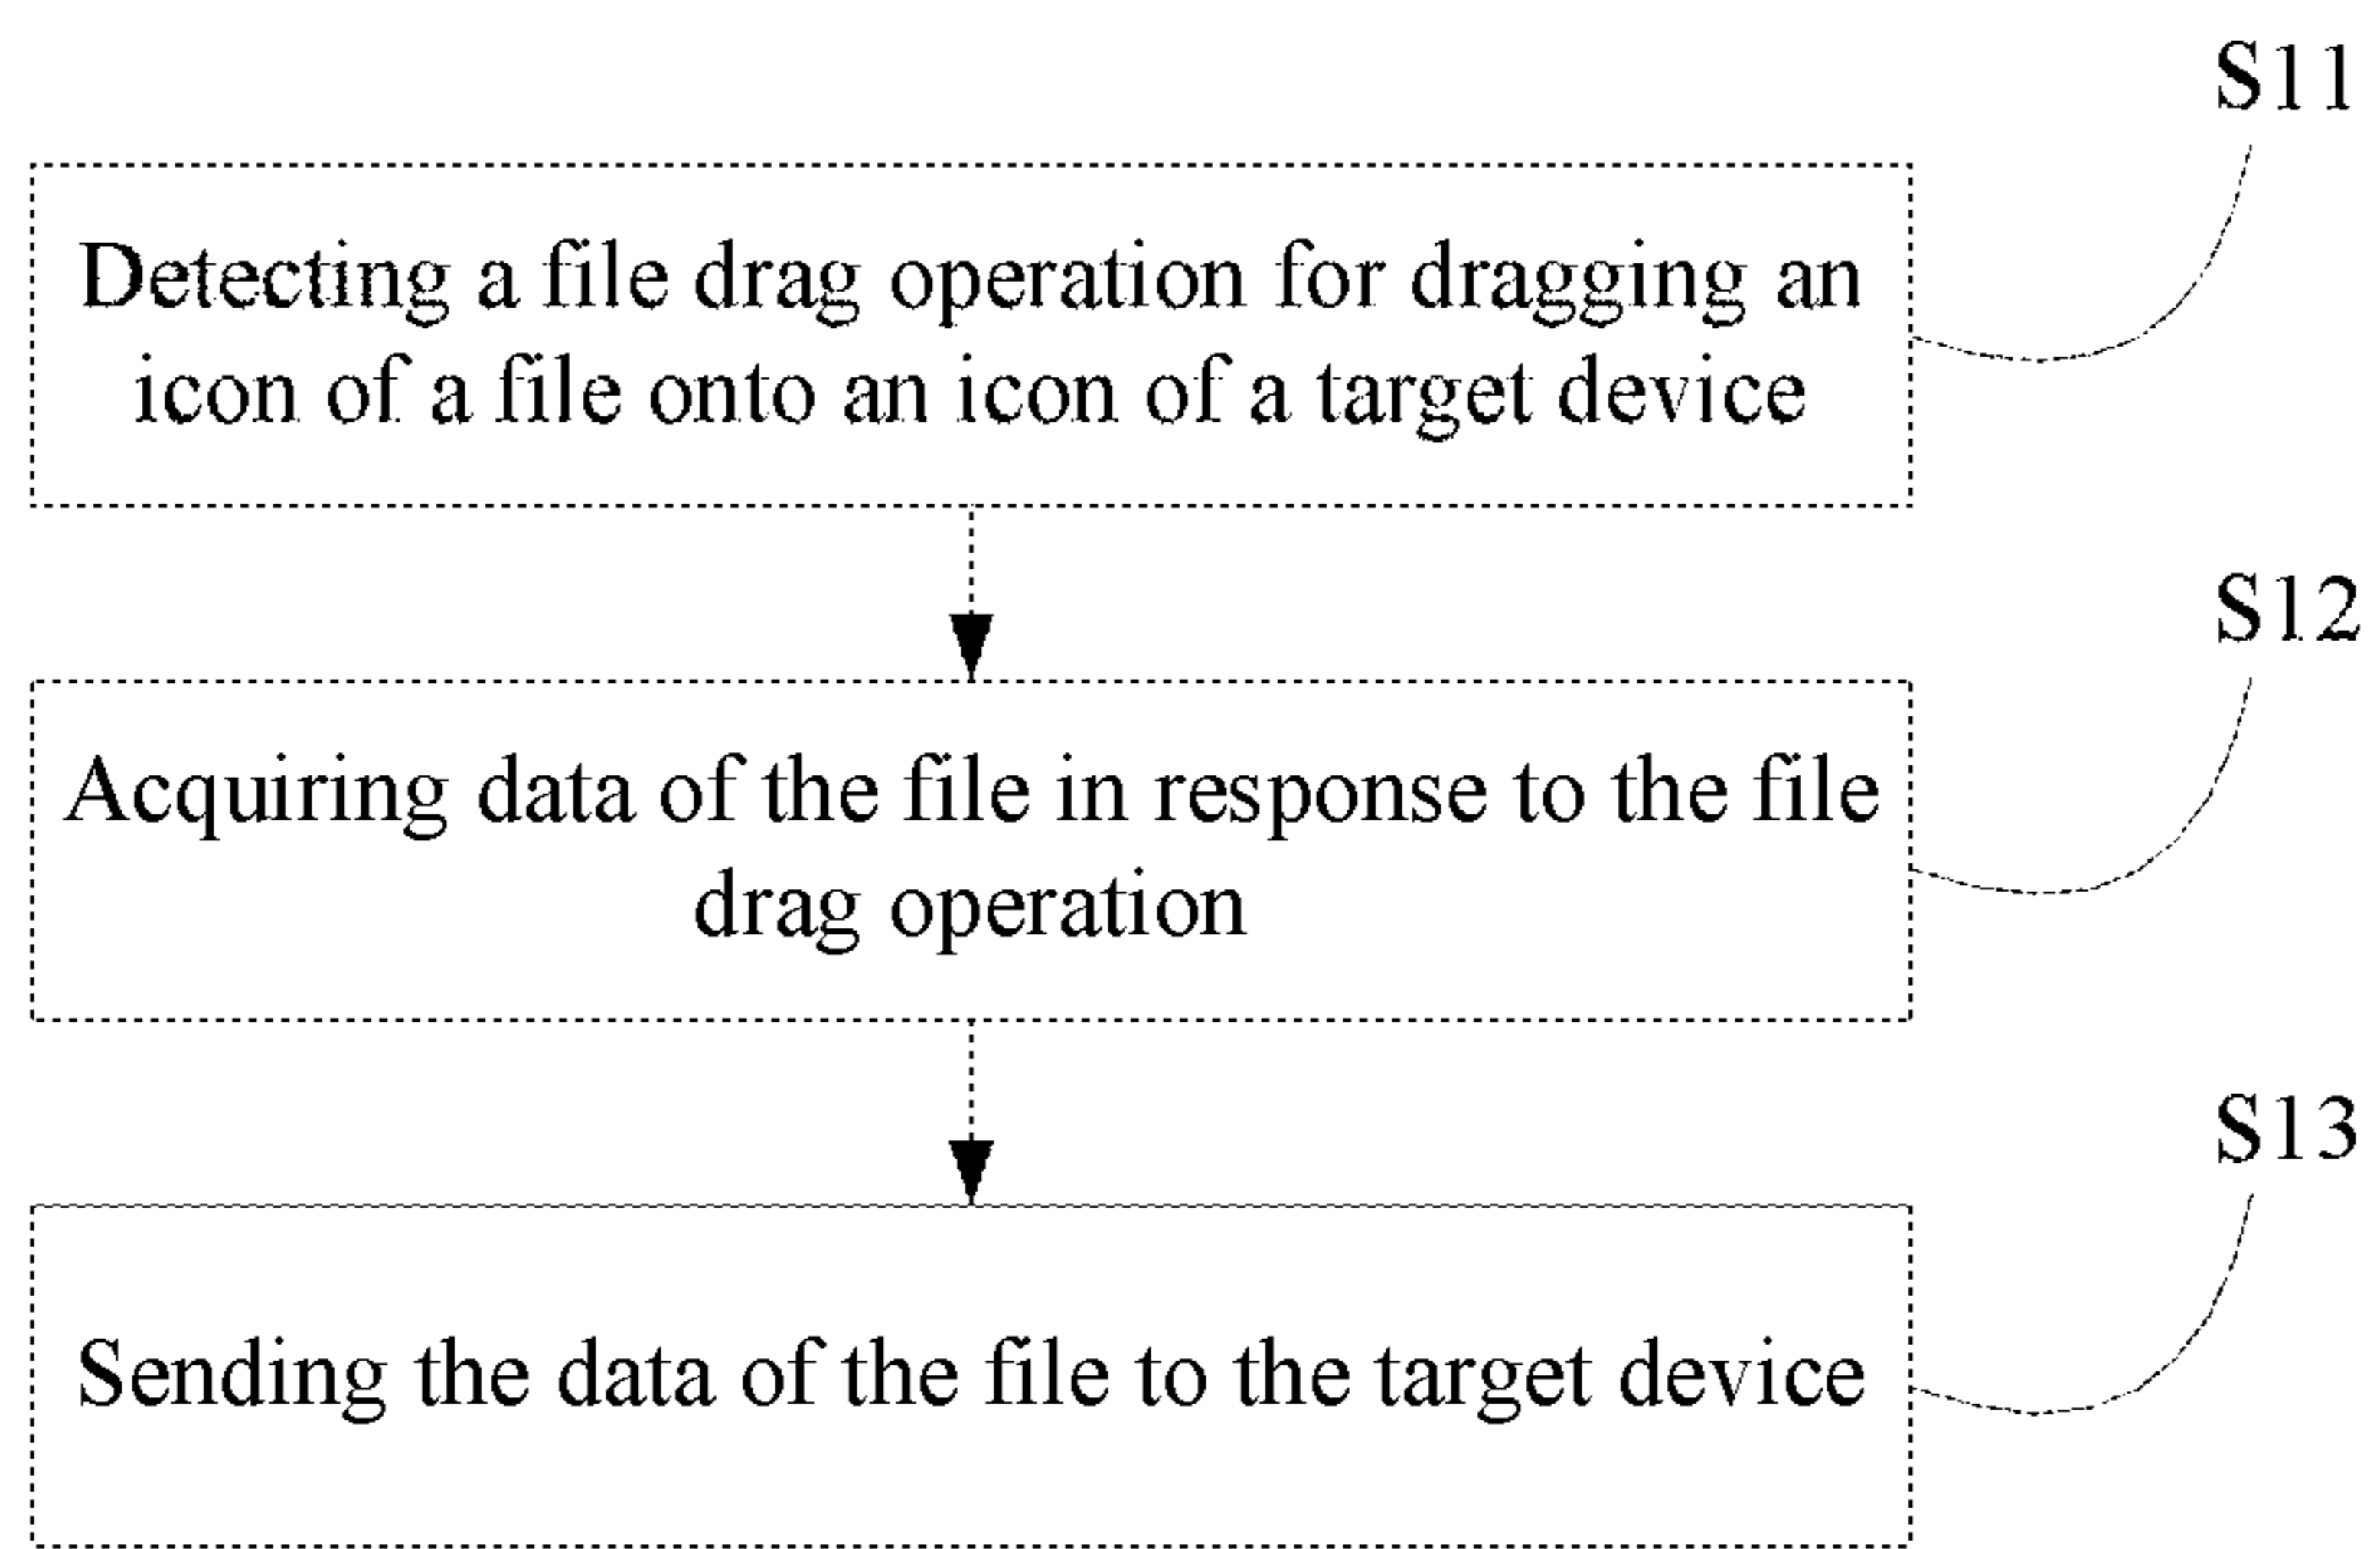 S11
Detecting a file drag operation for dragging an
icon of a file onto an icon of a target device
S12
Acquiring data of the file in response to the file
drag operation
S13
Sending the data of the file to the target device